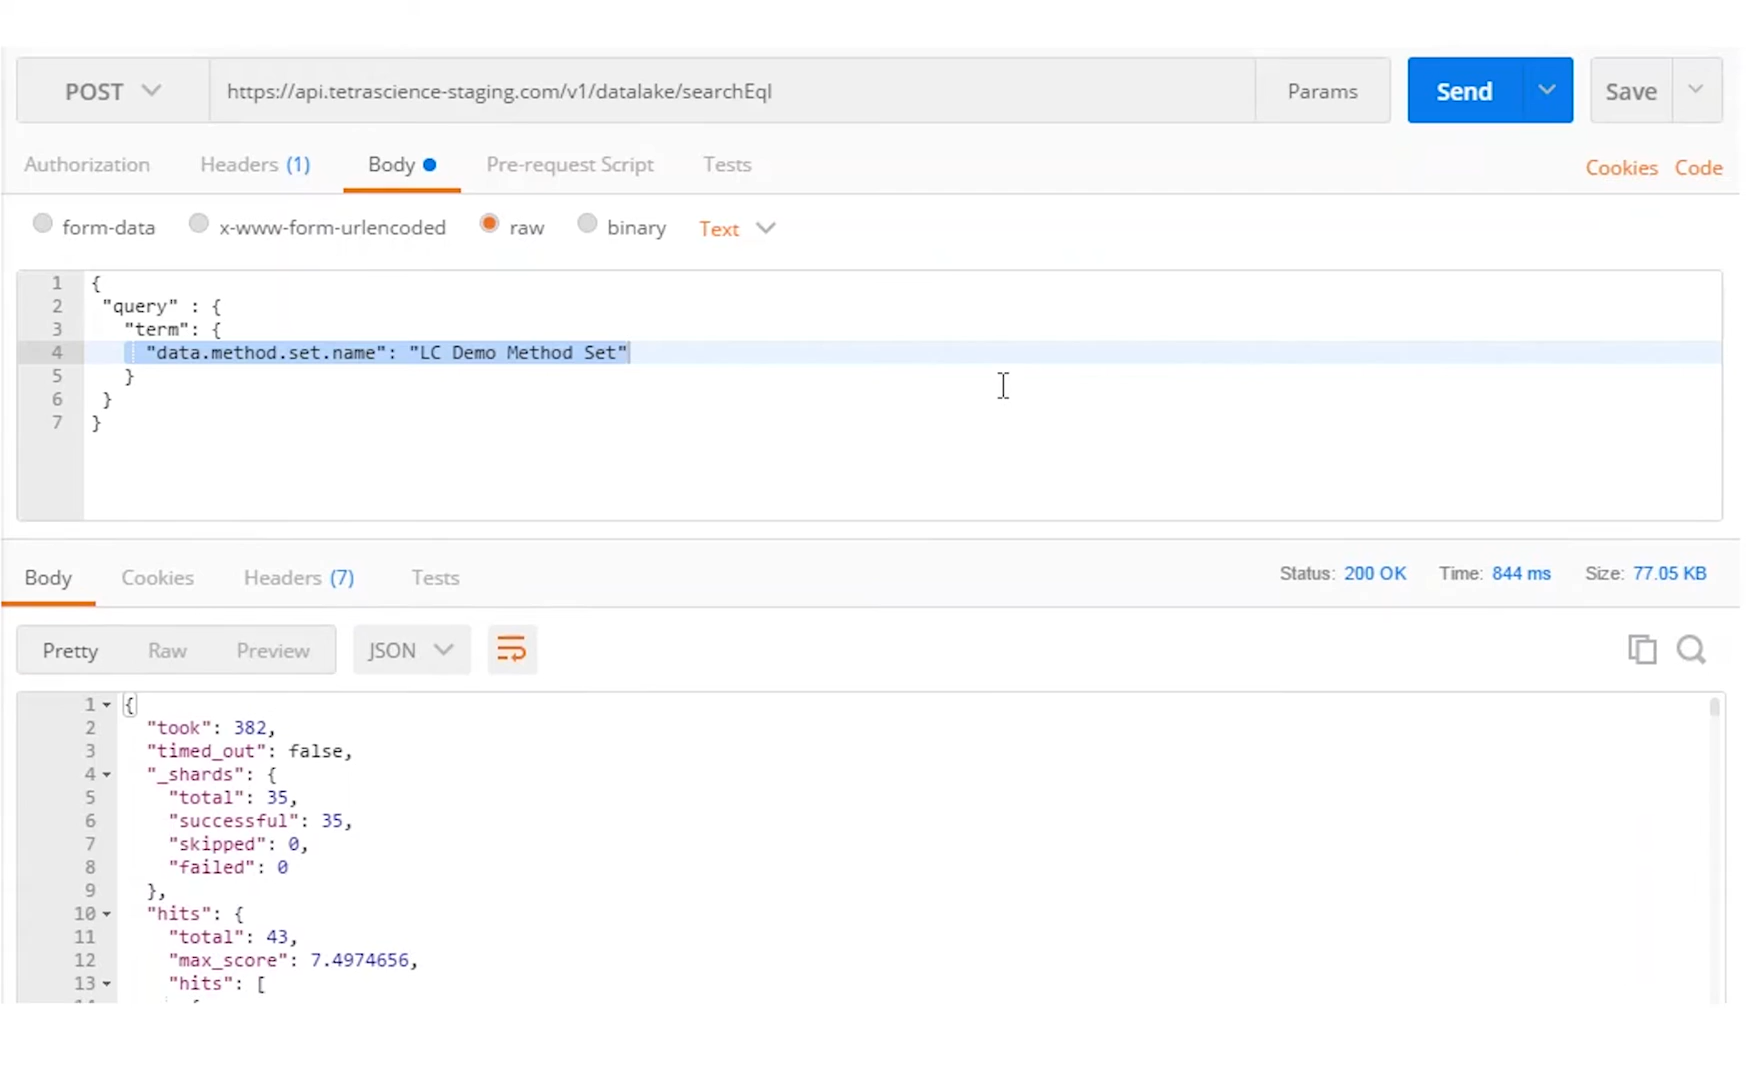 POST https://api.tetrascience-staging.com/v1/datalake/searchEql Params Send Save
Authorization Headers (1) Body Pre-request Script Tests Cookies Code
form-data x-www-form-urlencoded raw binary Text
1 {
2 "query" : {
3 "term": {
4 "data.method.set.name": "LC Demo Method Set"
5 }
6 }
7 }
Body Cookies Headers (7) Tests Status: 200 OK Time: 844 ms Size: 77.05 KB
Pretty Raw Preview JSON
1 {
2 "took": 382,
3 "timed_out": false,
4 "_shards": {
5 "total": 35,
6 "successful": 35,
7 "skipped": 0,
8 "failed": 0
9 },
10 "hits": {
11 "total": 43,
12 "max_score": 7.4974656,
13 "hits": [